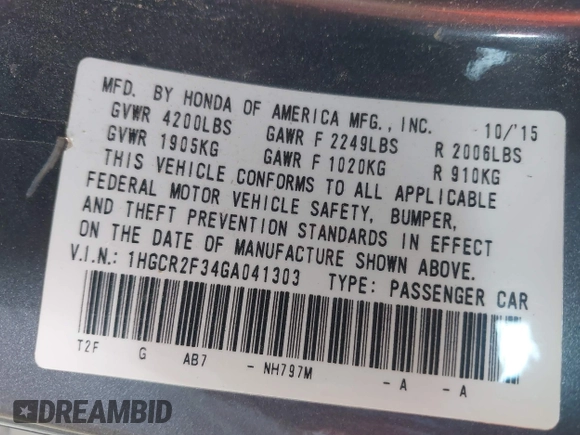 MFD. BY HONDA OF AMERICA MFG., INC. 10/'15
GVWR 4200LBS GAWR F 2249LBS R 2006LBS
GVWR 1905KG GAWR F 1020KG R 910KG
THIS VEHICLE CONFORMS TO ALL APPLICABLE
FEDERAL MOTOR VEHICLE SAFETY, BUMPER,
AND THEFT PREVENTION STANDARDS IN EFFECT
ON THE DATE OF MANUFACTURE SHOWN ABOVE.
V.I.N.: 1HGCR2F34GA041303 TYPE: PASSENGER CAR
T2F G AB7 - NH797M - A - A
DREAMBID